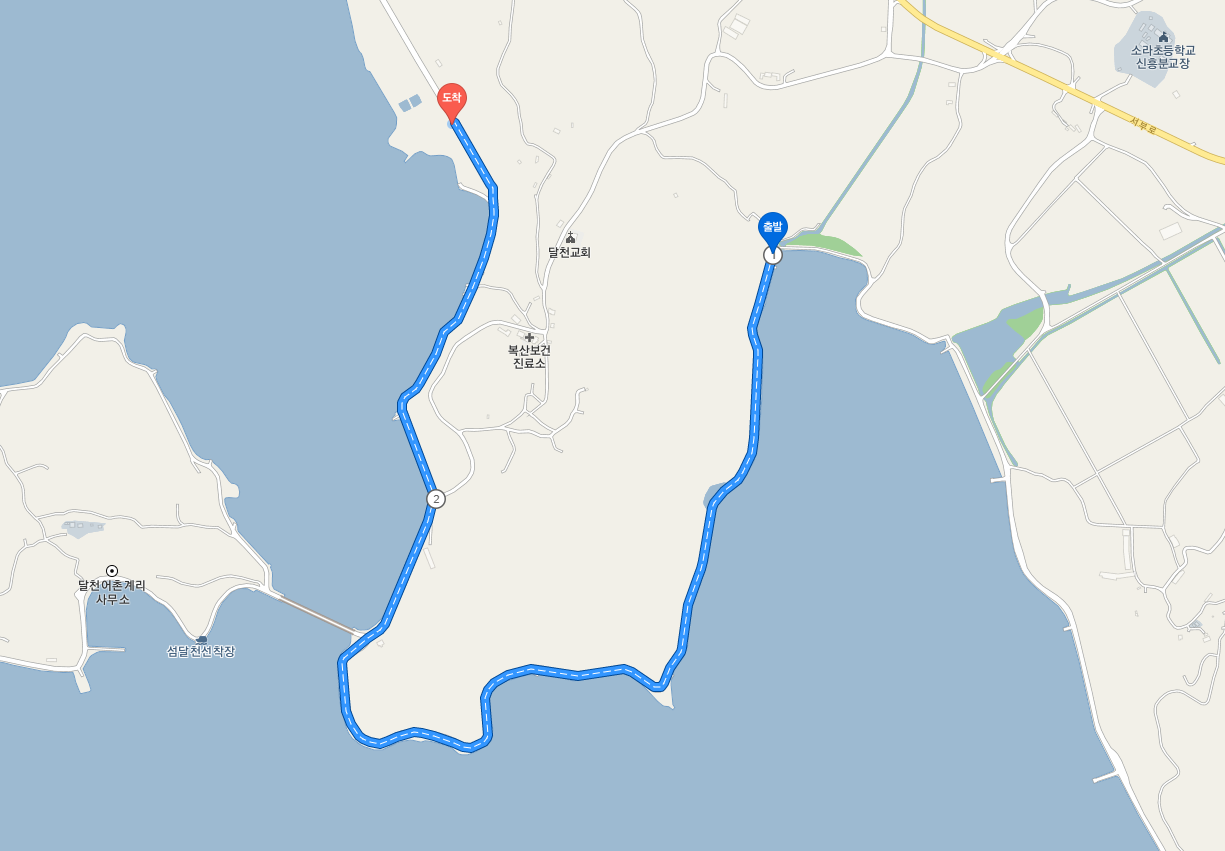 소라초등학교
신흥분교장
도착
서부로
출발
1
달천교회
복산보건
진료소
2
달천어촌계리
사무소
섬달천선착장